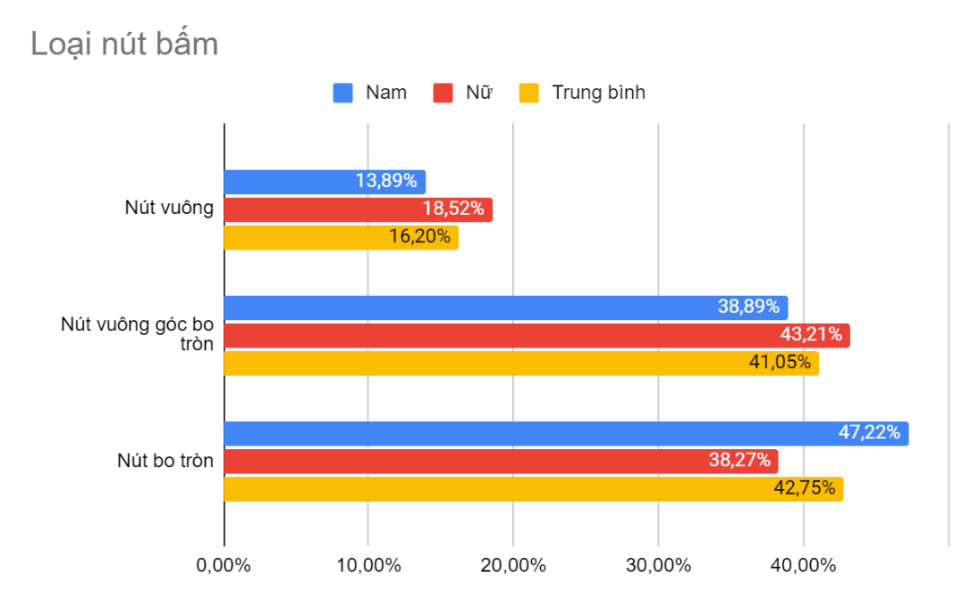 Loại nút bấm
Nam Nữ Trung bình
Nút vuông
13,89%
18,52%
16,20%
Nút vuông góc bo
tròn
38,89%
43,21%
41,05%
Nút bo tròn
47,22%
38,27%
42,75%
0,00% 10,00% 20,00% 30,00% 40,00%